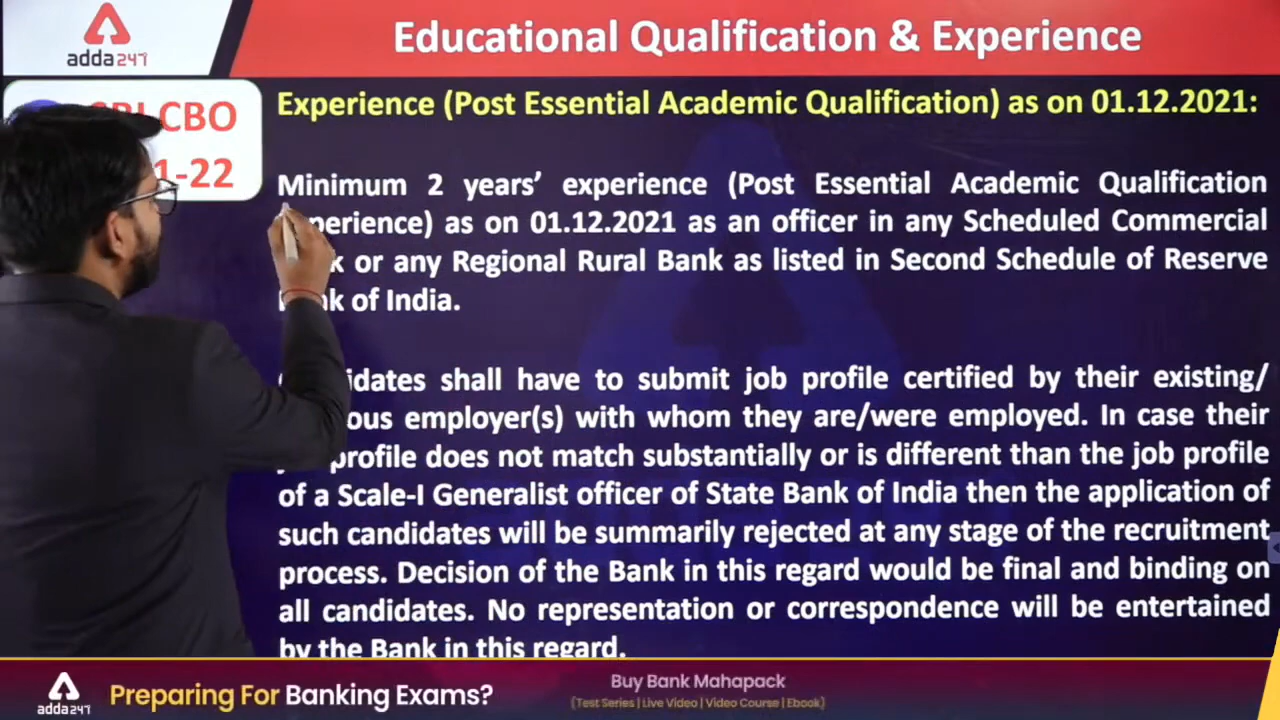 adda247
Educational Qualification & Experience
CBO
1-22
Experience (Post Essential Academic Qualification) as on 01.12.2021:
Minimum 2 years’ experience (Post Essential Academic Qualification
perience) as on 01.12.2021 as an officer in any Scheduled Commercial
k or any Regional Rural Bank as listed in Second Schedule of Reserve
nk of India.
idates shall have to submit job profile certified by their existing/
ous employer(s) with whom they are/were employed. In case their
profile does not match substantially or is different than the job profile
of a Scale-I Generalist officer of State Bank of India then the application of
such candidates will be summarily rejected at any stage of the recruitment
process. Decision of the Bank in this regard would be final and binding on
all candidates. No representation or correspondence will be entertained
by the Bank in this regard.
adda247
Preparing For Banking Exams?
Buy Bank Mahapack
(Test Series | Live Video | Video Course | Ebook)